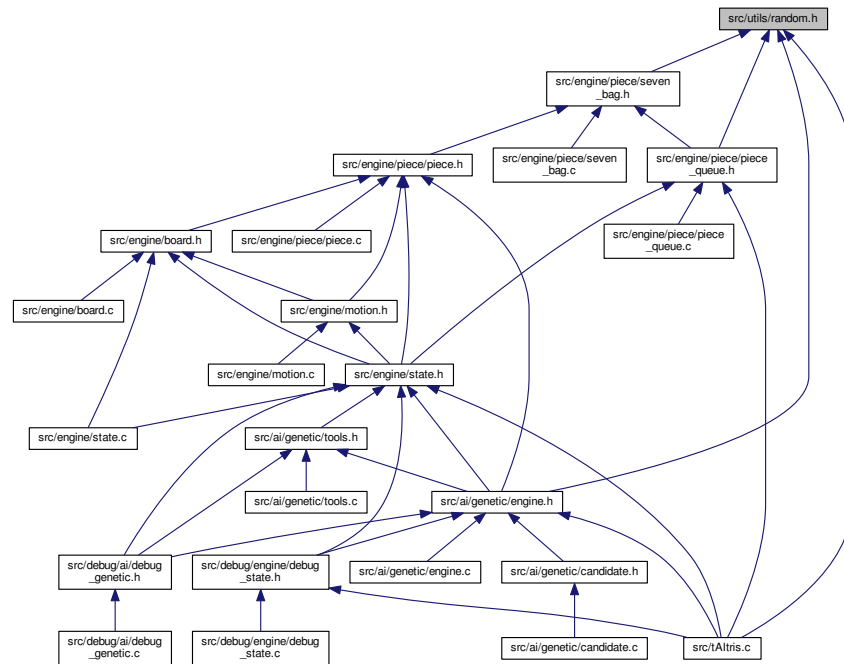 src/utils/random.h
src/engine/piece/seven
_bag.h
src/engine/piece/piece.h
src/engine/piece/seven
_bag.c
src/engine/piece/piece
_queue.h
src/engine/board.h
src/engine/piece/piece.c
src/engine/piece/piece
_queue.c
src/engine/board.c
src/engine/motion.h
src/engine/motion.c
src/engine/state.h
src/engine/state.c
src/ai/genetic/tools.h
src/ai/genetic/tools.c
src/ai/genetic/engine.h
src/debug/ai/debug
_genetic.h
src/debug/engine/debug
_state.h
src/ai/genetic/engine.c
src/ai/genetic/candidate.h
src/debug/ai/debug
_genetic.c
src/debug/engine/debug
_state.c
src/ai/genetic/candidate.c
src/tAItris.c